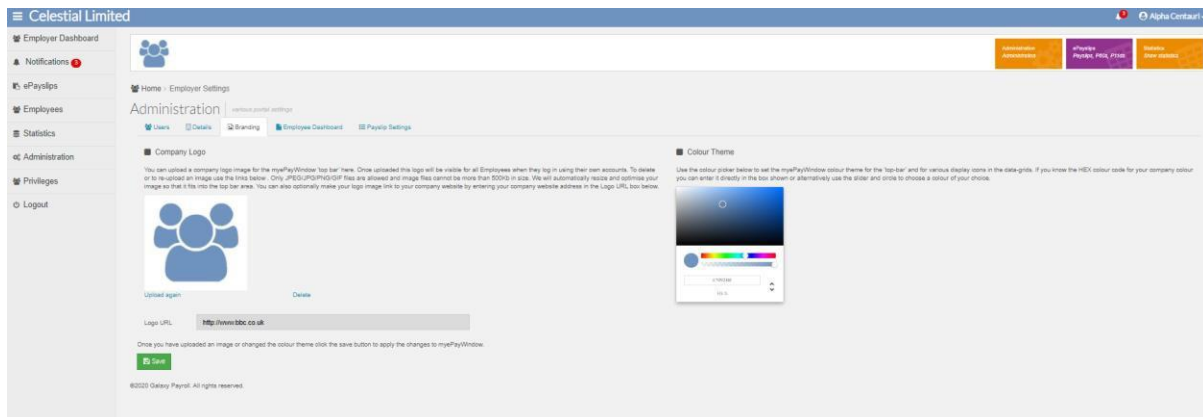 Celestial Limited
3
Alpha Centauri
Employer Dashboard
Notifications 3
ePayslips
Employees
Statistics
Administration
Privileges
Logout
Administration
Administration
ePayslips
Payslips, P60, P11Ds
Statistics
Show statistics
Home › Employer Settings
Administration various portal settings
Users
Details
Branding
Employee Dashboard
Payslip Settings
Company Logo
You can upload a company logo image for the myePayWindow 'top bar' here. Once uploaded this logo will be visible for all Employees when they log in using their own accounts. To delete
or to re-upload an image use the links below. Only JPEG/JPG/PNG/GIF files are allowed and image files cannot be more than 500Kb in size. We will automatically resize and optimise your
image so that it fits into the top bar area. You can also optionally make your logo image link to your company website by entering your company website address in the Logo URL box below.
Upload again
Delete
Logo URL
http://www.bbc.co.uk
Once you have uploaded an image or changed the colour theme click the save button to apply the changes to myePayWindow.
Save
Colour Theme
Use the colour picker below to set the myePayWindow colour theme for the 'top-bar' and for various display icons in the data-grids. If you know the HEX colour code for your company colour
you can enter it directly in the box shown or alternatively use the slider and circle to choose a colour of your choice.
©2020 Galaxy Payroll. All rights reserved.